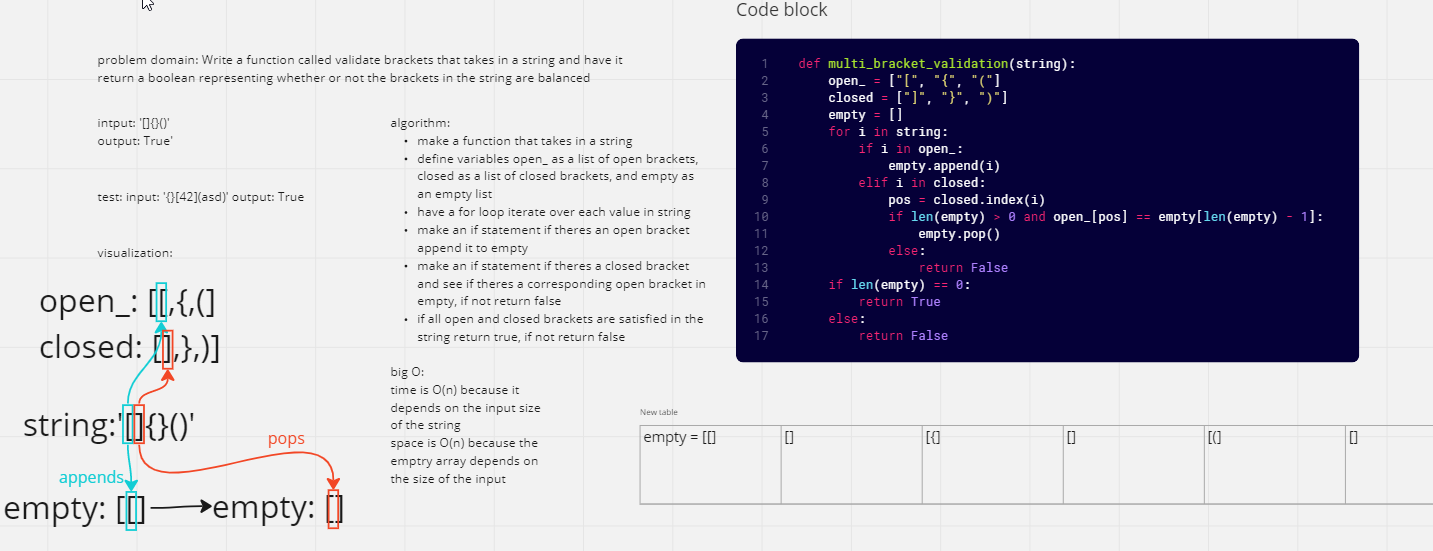 problem domain: Write a function called validate brackets that takes in a string and have it
return a boolean representing whether or not the brackets in the string are balanced
intput: '[]{}()'
output: True'
test: input: '{}[42](asd)' output: True
visualization:
open_: [[,{,(]
closed: [],},)]
string:'[]{}()'
appends
pops
empty: [[]
empty: []
algorithm:
• make a function that takes in a string
• define variables open_ as a list of open brackets,
closed as a list of closed brackets, and empty as
an empty list
• have a for loop iterate over each value in string
• make an if statement if theres an open bracket
append it to empty
• make an if statement if theres a closed bracket
and see if theres a corresponding open bracket in
empty, if not return false
• if all open and closed brackets are satisfied in the
string return true, if not return false
big O:
time is O(n) because it
depends on the input size
of the string
space is O(n) because the
emptry array depends on
the size of the input
Code block
1 def multi_bracket_validation(string):
2 open_ = ["[", "{", "("]
3 closed = ["]", "}", ")"]
4 empty = []
5 for i in string:
6 if i in open_:
7 empty.append(i)
8 elif i in closed:
9 pos = closed.index(i)
10 if len(empty) > 0 and open_[pos] == empty[len(empty) - 1]:
11 empty.pop()
12 else:
13 return False
14 if len(empty) == 0:
15 return True
16 else:
17 return False
New table
empty = [[] [] [{] [] [(] []